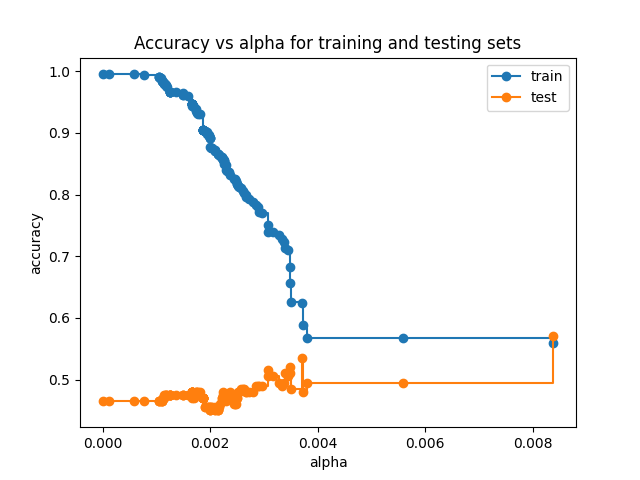 Accuracy vs alpha for training and testing sets
train
test
1.0
0.9
0.8
0.7
0.6
0.5
accuracy
0.000
0.002
0.004
0.006
0.008
alpha